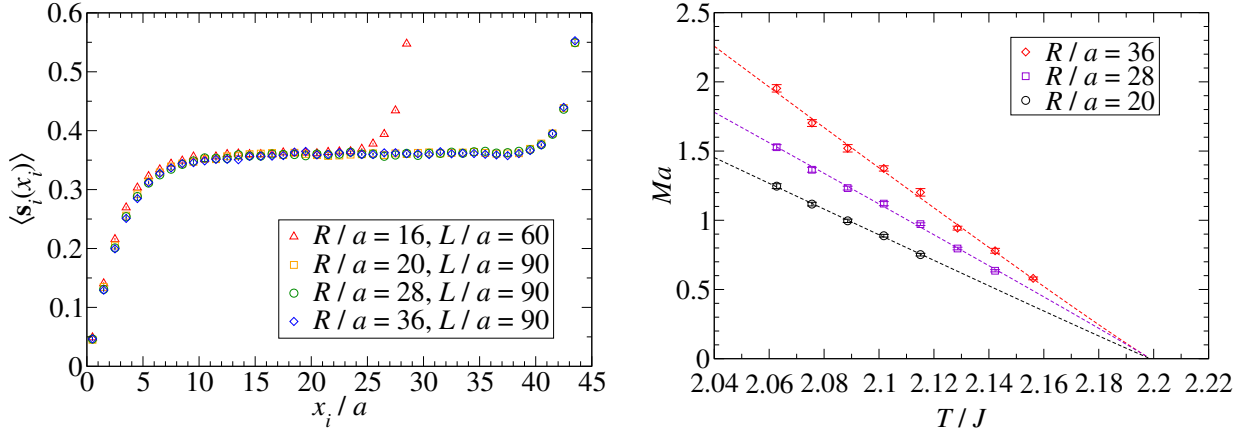 0.6
0.5
0.4
0.3
0.2
0.1
0
⟨s_i(x_i)⟩
R / a = 16, L / a = 60
R / a = 20, L / a = 90
R / a = 28, L / a = 90
R / a = 36, L / a = 90
0 5 10 15 20 25 30 35 40 45
x_i / a
2.5
2
1.5
1
0.5
0
Ma
R / a = 36
R / a = 28
R / a = 20
2.04 2.06 2.08 2.1 2.12 2.14 2.16 2.18 2.2 2.22
T / J